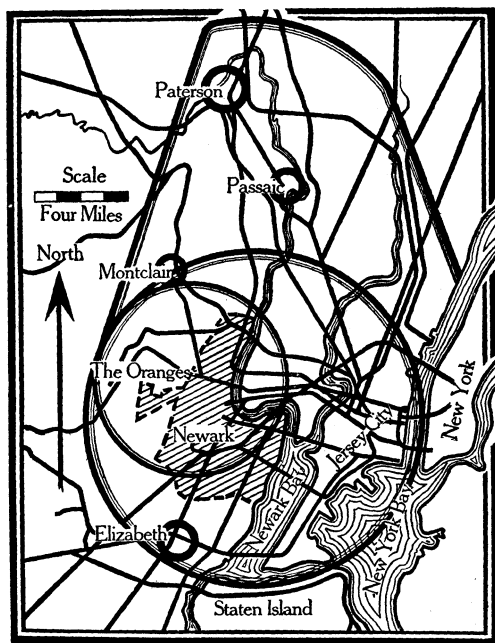 Paterson
Scale
Four Miles
Passaic
North
Montclair
The Oranges
New York
Newark
Jersey City
Newark Bay
New York Bay
Elizabeth
Staten Island